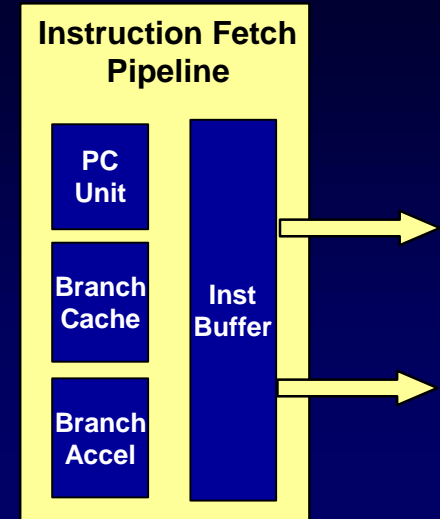 Instruction Fetch
Pipeline
PC
Unit
Branch
Cache
Branch
Accel
Inst
Buffer